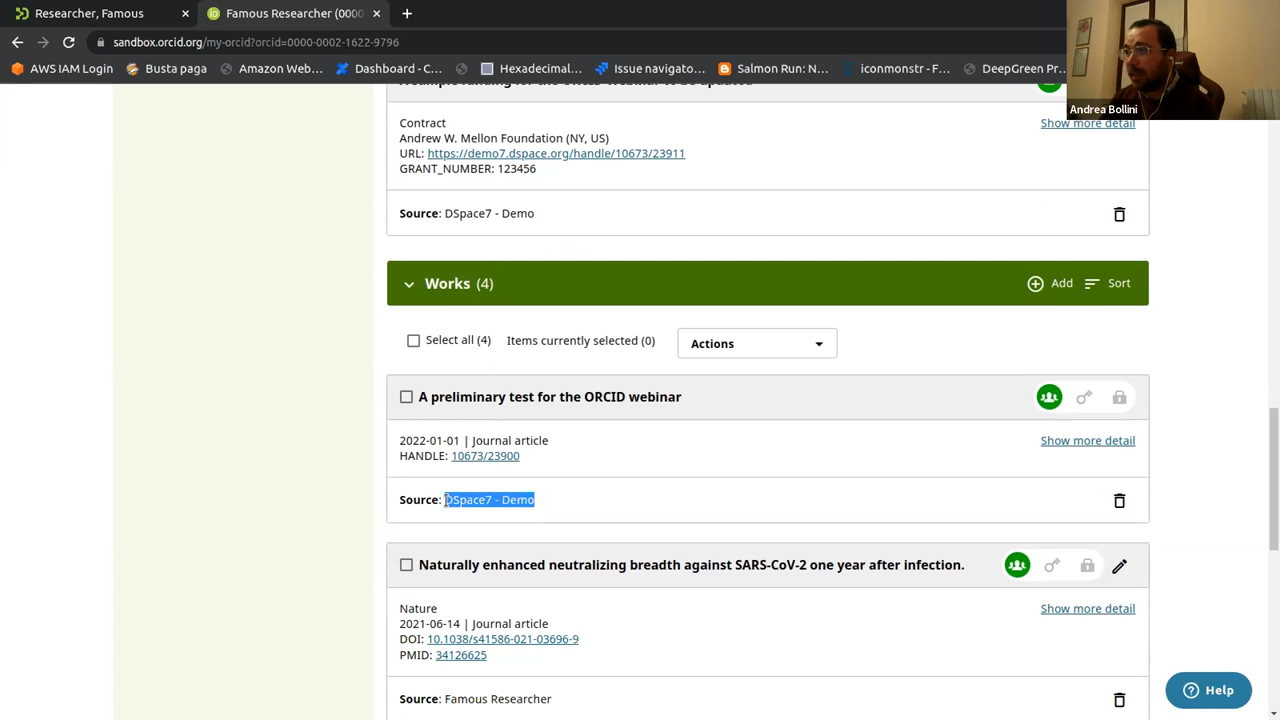 Researcher, Famous
Famous Researcher (0000
sandbox.orcid.org/my-orcid?orcid=0000-0002-1622-9796
AWS IAM Login
Busta paga
Amazon Web...
Dashboard - C...
Hexadecimal...
Issue navigato...
Salmon Run: N...
iconmonstr - F...
DeepGreen Pr...
Andrea Bollini
Contract
Show more detail
Andrew W. Mellon Foundation (NY, US)
URL: https://demo7.dspace.org/handle/10673/23911
GRANT_NUMBER: 123456
Source: DSpace7 - Demo
Works (4)
Add
Sort
Select all (4)
Items currently selected (0)
Actions
A preliminary test for the ORCID webinar
2022-01-01 | Journal article
Show more detail
HANDLE: 10673/23900
Source: DSpace7 - Demo
Naturally enhanced neutralizing breadth against SARS-CoV-2 one year after infection.
Nature
Show more detail
2021-06-14 | Journal article
DOI: 10.1038/s41586-021-03696-9
PMID: 34126625
Source: Famous Researcher
Help